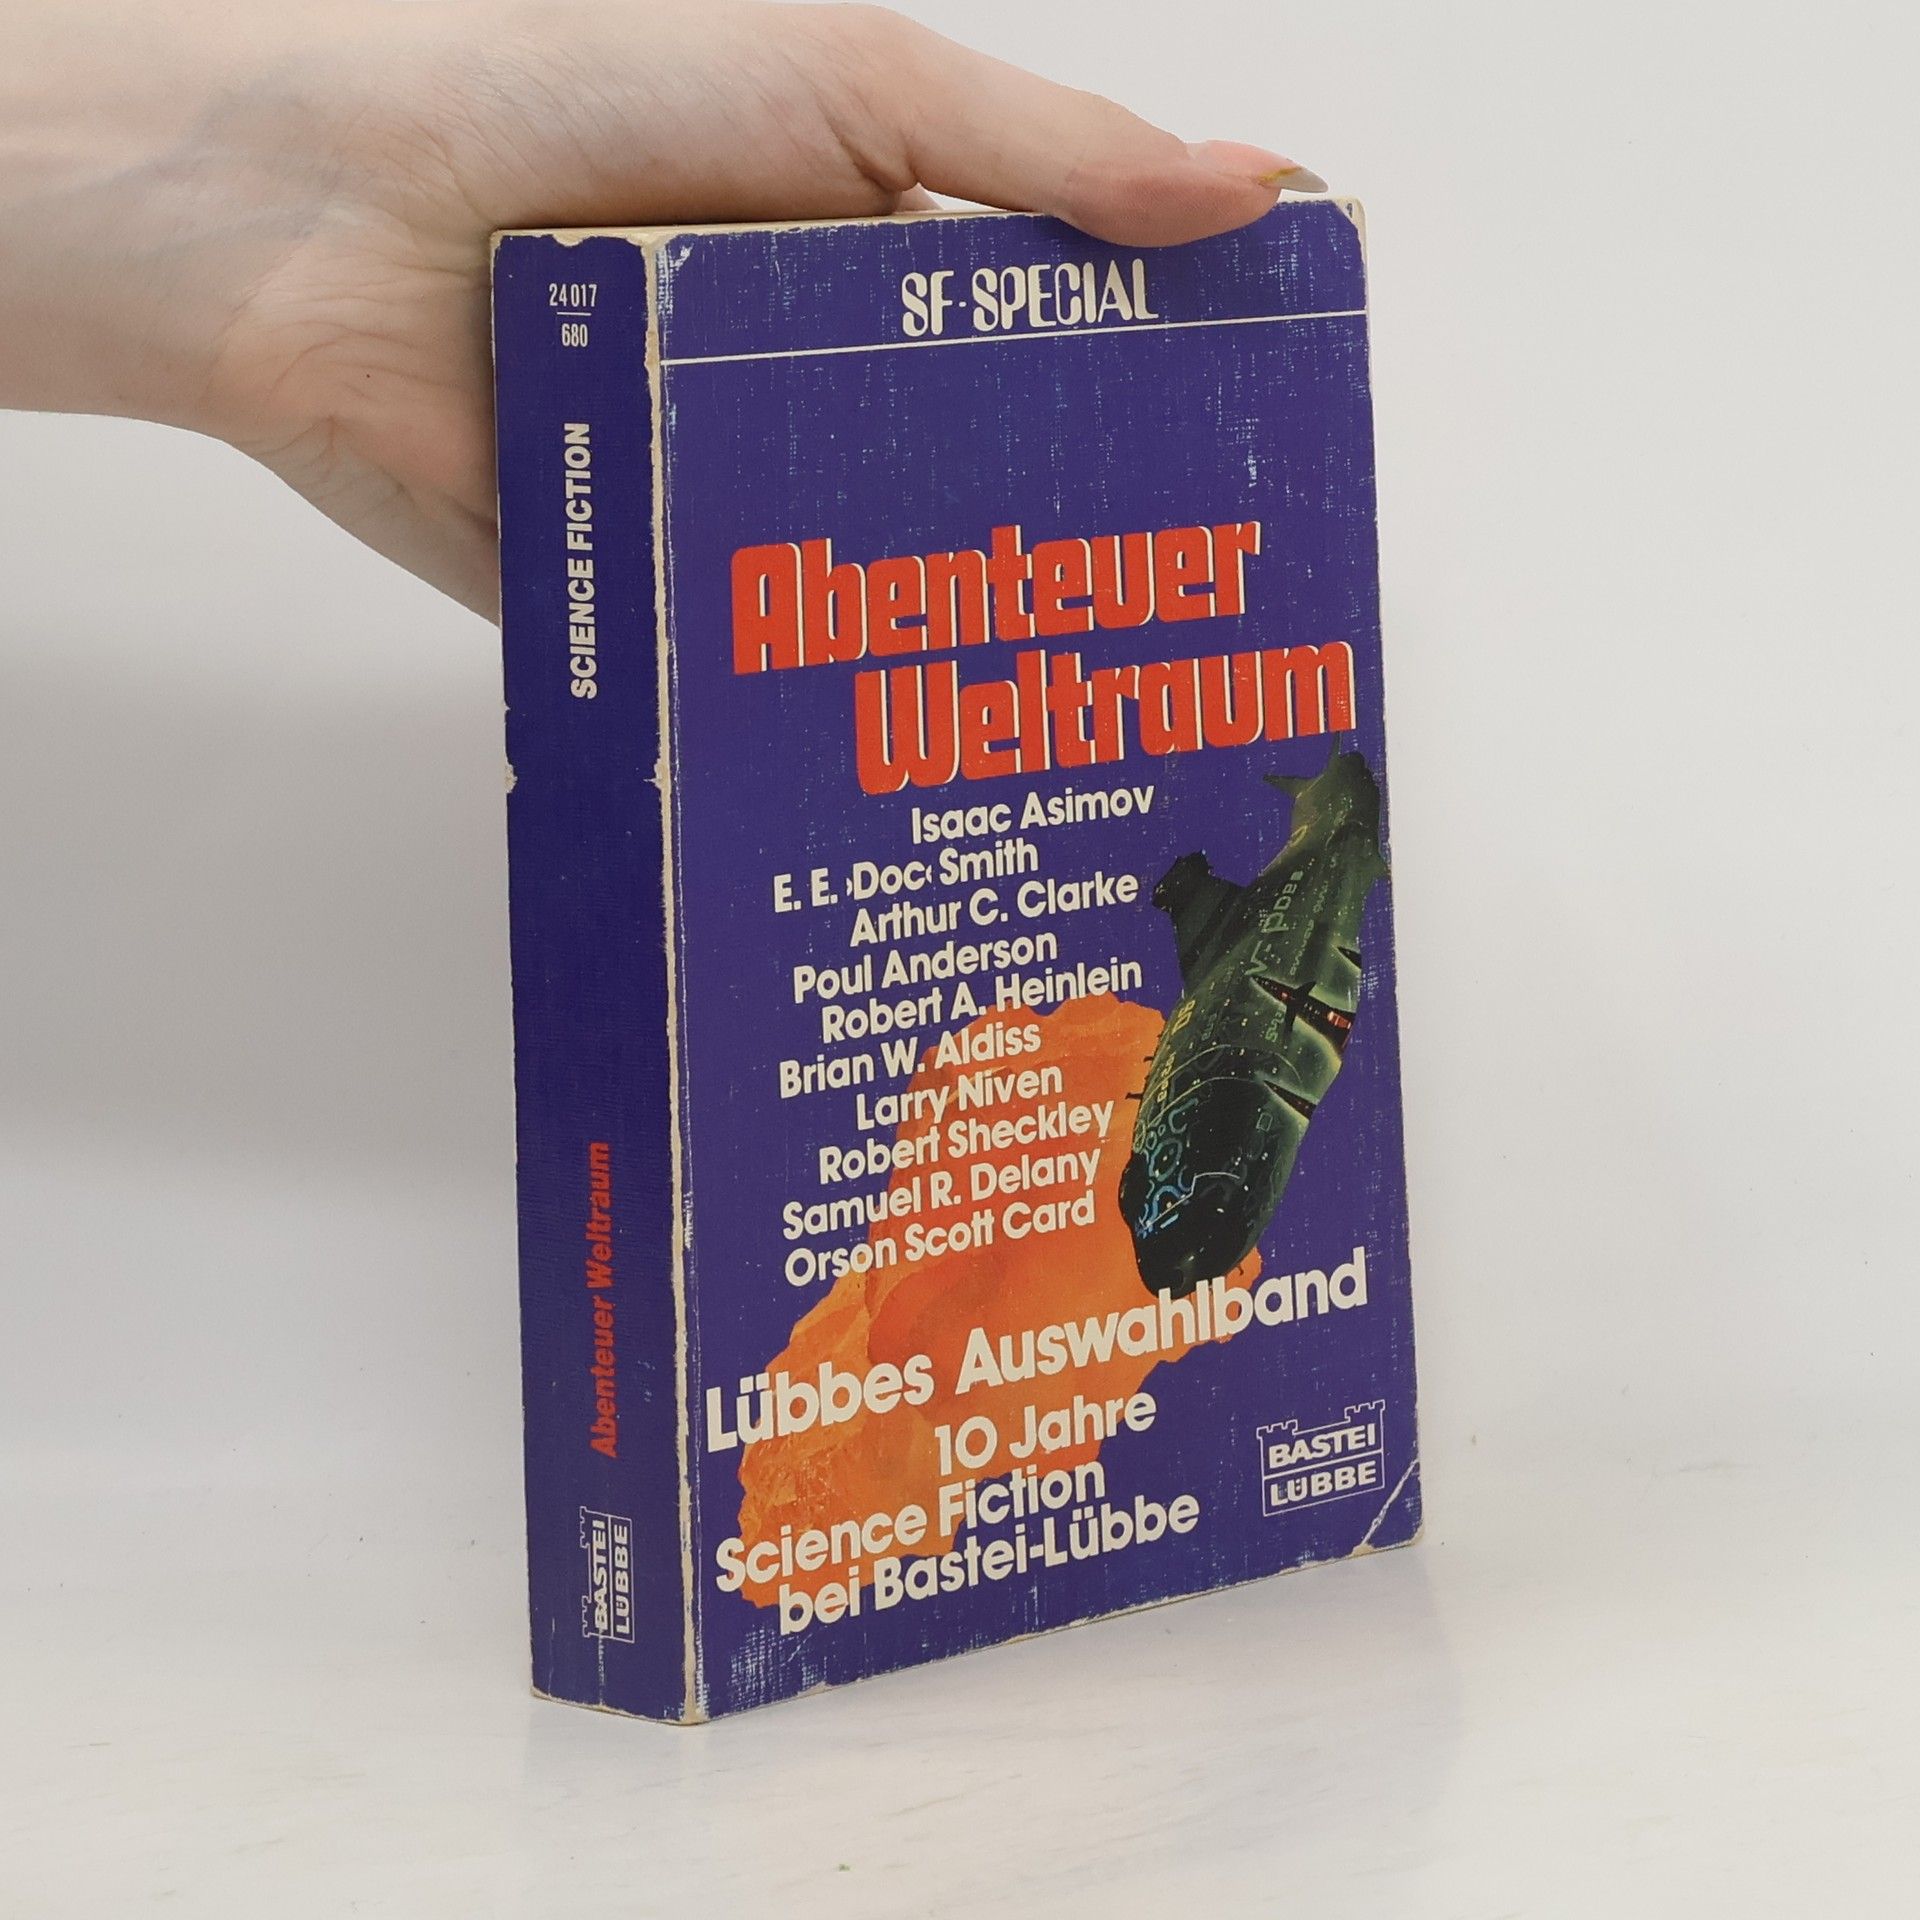 24 017
680
SCIENCE FICTION
Abenteuer Weltraum
BASTEI
LÜBBE
SF-SPECIAL
Abenteuer
Weltraum
Isaac Asimov
E. E. ›Doc‹ Smith
Arthur C. Clarke
Poul Anderson
Robert A. Heinlein
Brian W. Aldiss
Larry Niven
Robert Sheckley
Samuel R. Delany
Orson Scott Card
Lübbes Auswahlband
10 Jahre
Science Fiction
bei Bastei-Lübbe
BASTEI
LÜBBE